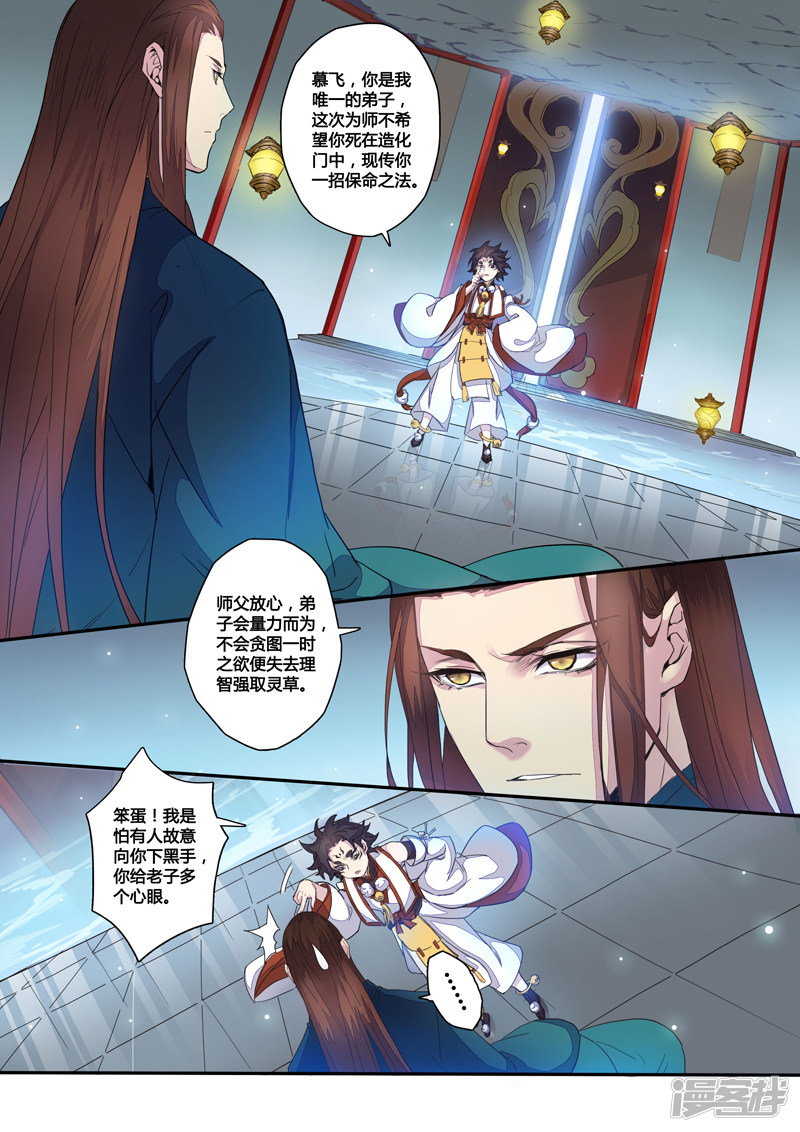 慕飞，你是我
唯一的弟子，
这次为师不希
望你死在造化
门中，现传你
一招保命之法。
师父放心，弟
子会量力而为，
不会贪图一时
之欲便失去理
智强取灵草。
笨蛋！我是
怕有人故意
向你下黑手，
你给老子多
个心眼。
……
漫客栈